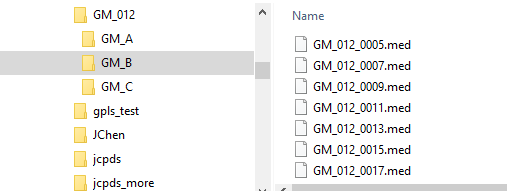 GM_012
GM_A
GM_B
GM_C
gpls_test
JChen
jcpds
jcpds_more
Name
GM_012_0005.med
GM_012_0007.med
GM_012_0009.med
GM_012_0011.med
GM_012_0013.med
GM_012_0015.med
GM_012_0017.med